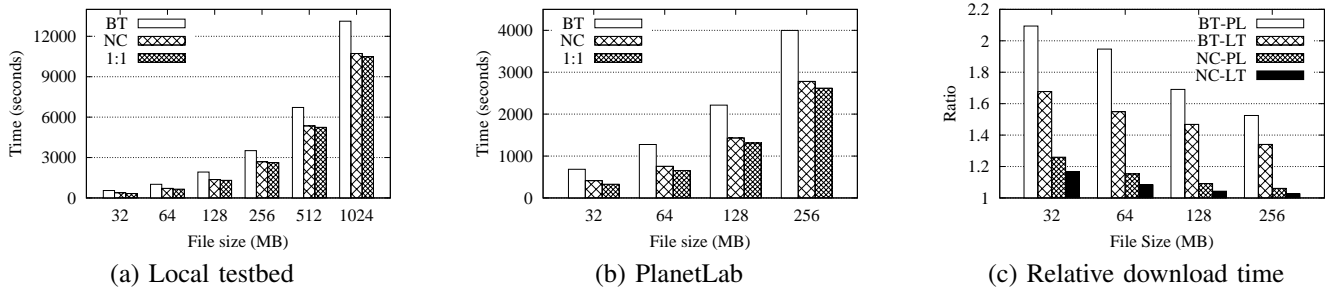 Time (seconds)
12000
9000
6000
3000
0
BT
NC
1:1
32 64 128 256 512 1024
File size (MB)
(a) Local testbed
Time (seconds)
4000
3000
2000
1000
0
BT
NC
1:1
32 64 128 256
File size (MB)
(b) PlanetLab
Ratio
2.2
2
1.8
1.6
1.4
1.2
1
BT-PL
BT-LT
NC-PL
NC-LT
32 64 128 256
File Size (MB)
(c) Relative download time